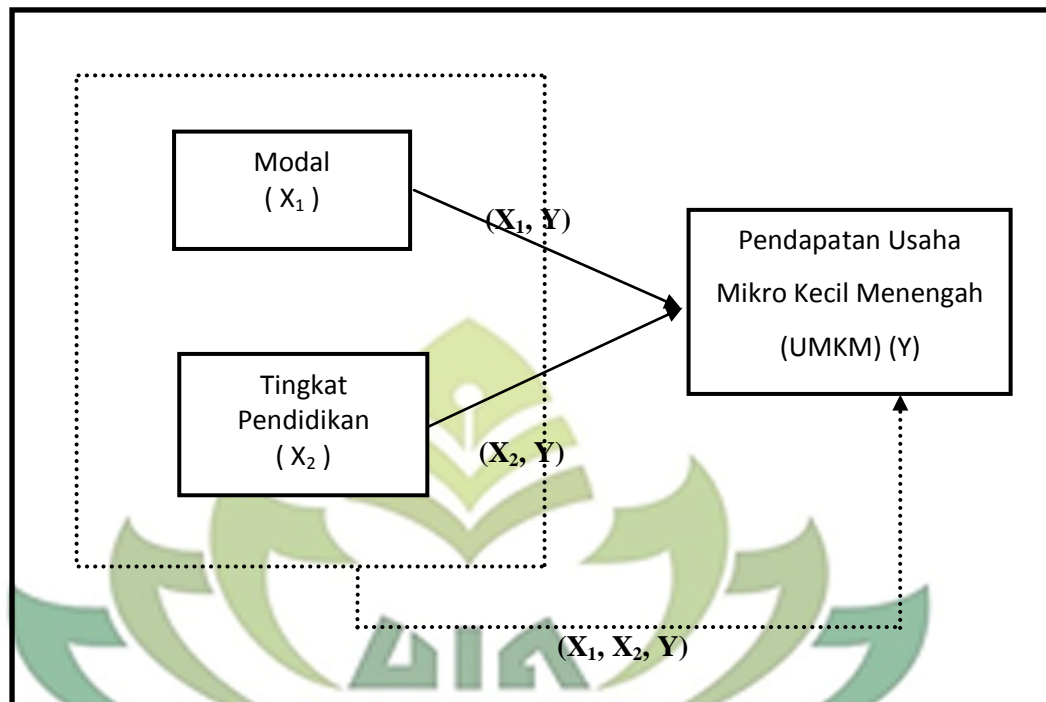 Modal
( X₁ )
(X₁, Y)
Pendapatan Usaha
Mikro Kecil Menengah
(UMKM) (Y)
Tingkat
Pendidikan
( X₂ )
(X₂, Y)
(X₁, X₂, Y)